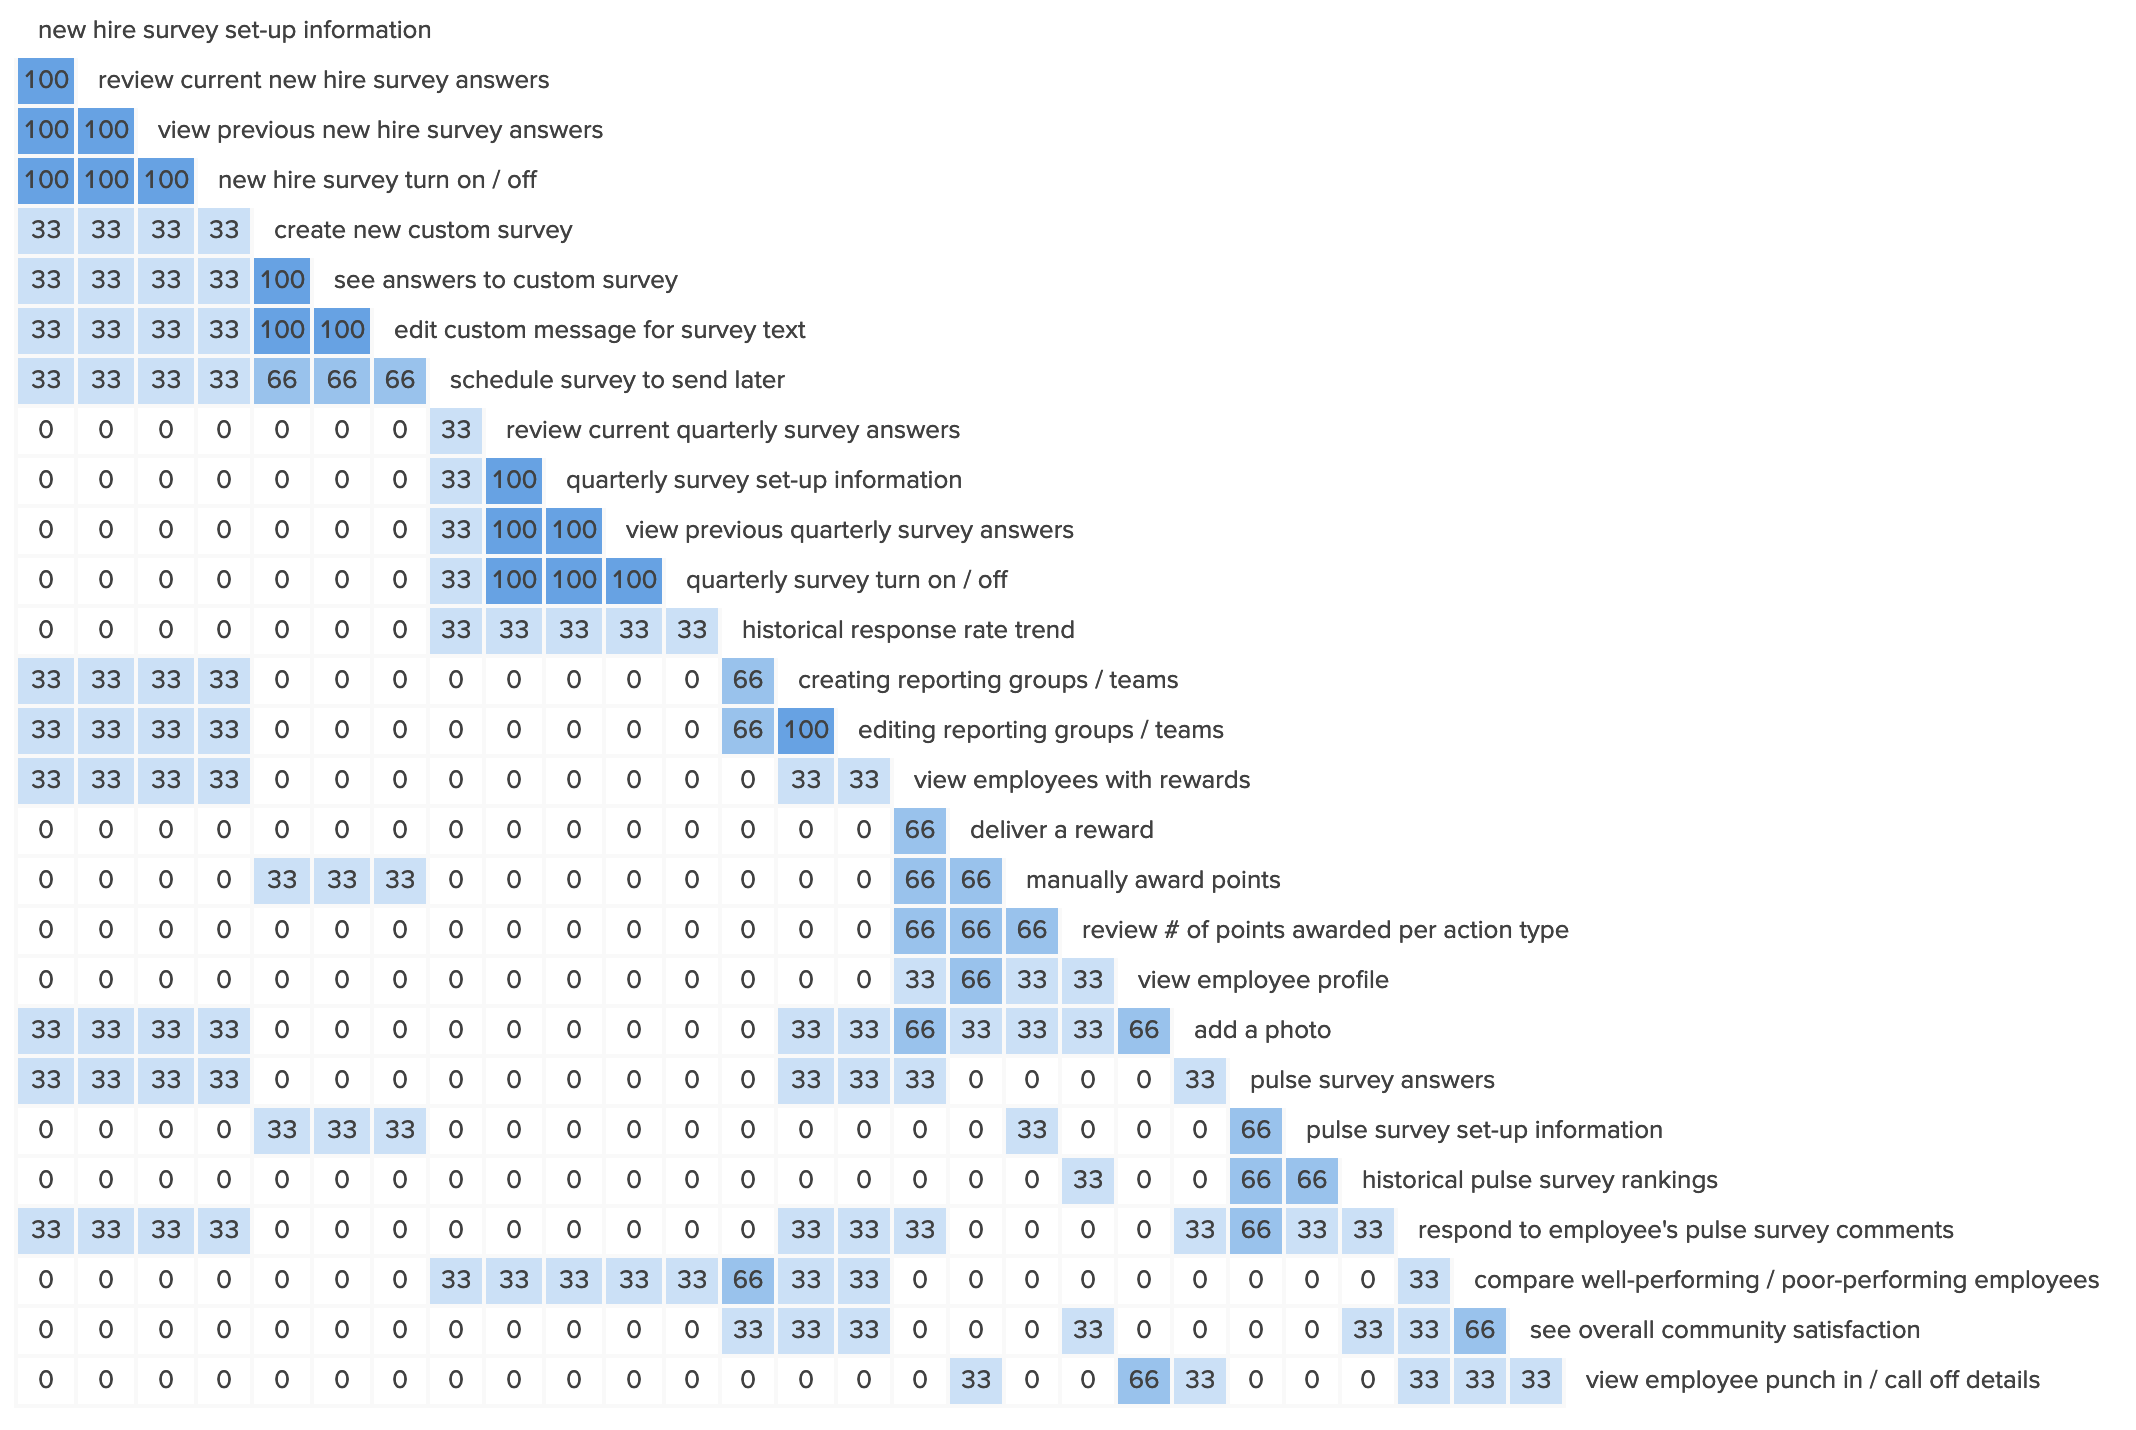 new hire survey set-up information
100 review current new hire survey answers
100 100 view previous new hire survey answers
100 100 100 new hire survey turn on / off
33 33 33 33 create new custom survey
33 33 33 33 100 see answers to custom survey
33 33 33 33 100 100 edit custom message for survey text
33 33 33 33 66 66 66 schedule survey to send later
0 0 0 0 0 0 0 33 review current quarterly survey answers
0 0 0 0 0 0 0 33 100 quarterly survey set-up information
0 0 0 0 0 0 0 33 100 100 view previous quarterly survey answers
0 0 0 0 0 0 0 33 100 100 100 quarterly survey turn on / off
0 0 0 0 0 0 0 33 33 33 33 33 historical response rate trend
33 33 33 33 0 0 0 0 0 0 0 0 66 creating reporting groups / teams
33 33 33 33 0 0 0 0 0 0 0 0 66 100 editing reporting groups / teams
33 33 33 33 0 0 0 0 0 0 0 0 0 33 33 view employees with rewards
0 0 0 0 0 0 0 0 0 0 0 0 0 0 0 66 deliver a reward
0 0 0 0 33 33 33 0 0 0 0 0 0 0 0 66 66 manually award points
0 0 0 0 0 0 0 0 0 0 0 0 0 0 0 66 66 66 review # of points awarded per action type
0 0 0 0 0 0 0 0 0 0 0 0 0 0 0 33 66 33 33 view employee profile
33 33 33 33 0 0 0 0 0 0 0 0 0 33 33 66 33 33 33 66 add a photo
33 33 33 33 0 0 0 0 0 0 0 0 0 33 33 33 0 0 0 0 33 pulse survey answers
0 0 0 0 33 33 33 0 0 0 0 0 0 0 0 0 0 33 0 0 0 66 pulse survey set-up information
0 0 0 0 0 0 0 0 0 0 0 0 0 0 0 0 0 0 33 0 0 66 66 historical pulse survey rankings
33 33 33 33 0 0 0 0 0 0 0 0 0 33 33 33 0 0 0 0 33 66 33 33 respond to employee's pulse survey comments
0 0 0 0 0 0 0 33 33 33 33 33 66 33 33 0 0 0 0 0 0 0 0 0 33 compare well-performing / poor-performing employees
0 0 0 0 0 0 0 0 0 0 0 0 33 33 33 0 0 0 33 0 0 0 0 33 33 66 see overall community satisfaction
0 0 0 0 0 0 0 0 0 0 0 0 0 0 0 0 33 0 0 66 33 0 0 0 33 33 33 view employee punch in / call off details